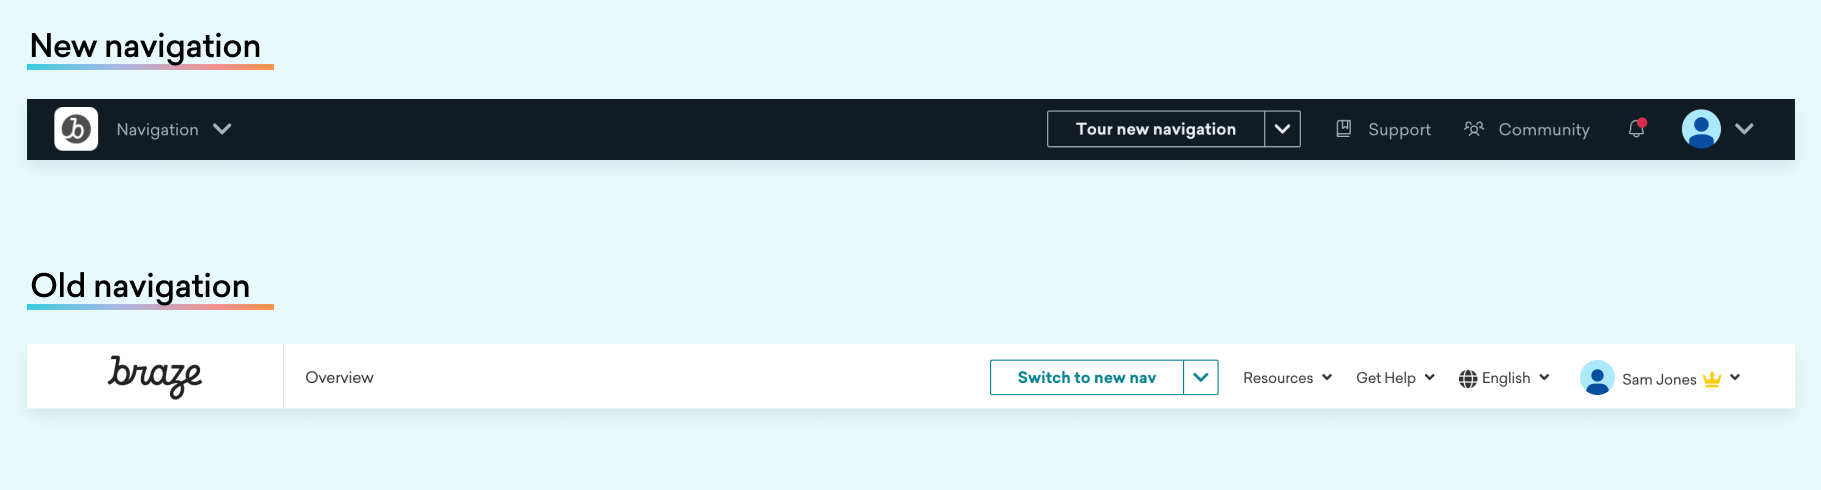 New navigation
b Navigation Tour new navigation Support Community
Old navigation
braze Overview Switch to new nav Resources Get Help English Sam Jones